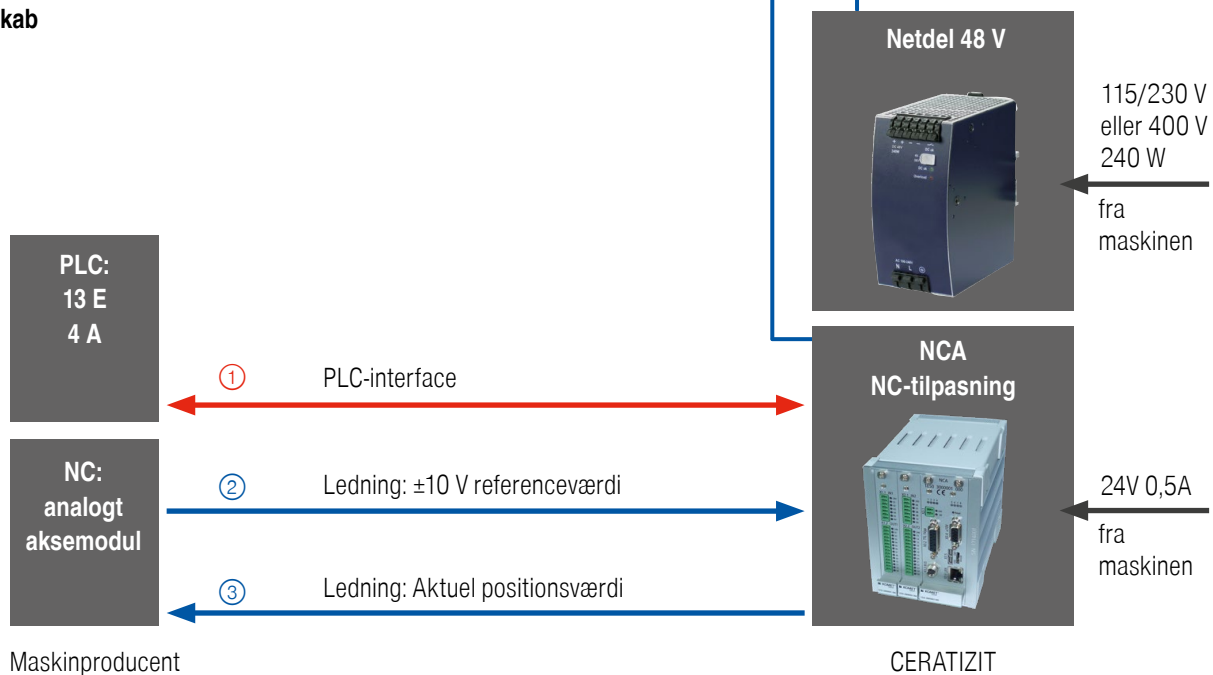 kab
Netdel 48 V
115/230 V
eller 400 V
240 W
fra
maskinen
PLC:
13 E
4 A
① PLC-interface
NCA
NC-tilpasning
NC:
analogt
aksemodul
② Ledning: ±10 V referenceværdi
24V 0,5A
fra
maskinen
③ Ledning: Aktuel positionsværdi
Maskinproducent
CERATIZIT